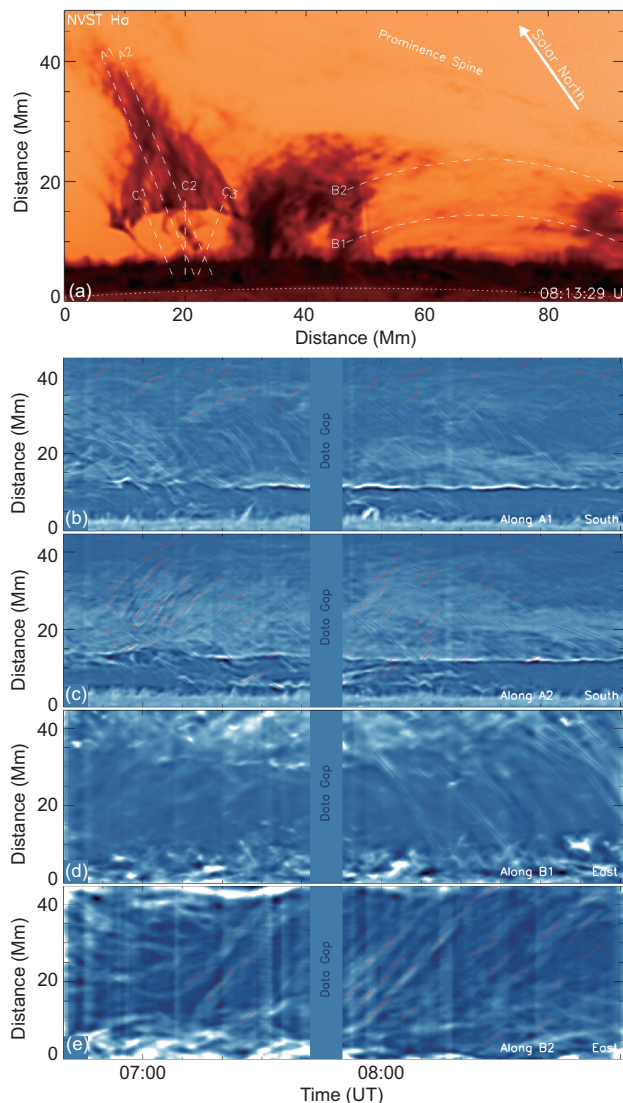 NVST Hα
A1 A2
Prominence Spine
Solar North
C1 C2 C3
B2
B1
(a)
08:13:29 U
Distance (Mm)
0 10 20 30 40
0 20 40 60 80
Distance (Mm)
Distance (Mm)
0 20 40
Data Gap
(b)
Along A1 South
Distance (Mm)
0 20 40
Data Gap
(c)
Along A2 South
Distance (Mm)
0 20 40
Data Gap
(d)
Along B1 East
Distance (Mm)
0 20 40
Data Gap
(e)
Along B2 East
07:00 08:00
Time (UT)